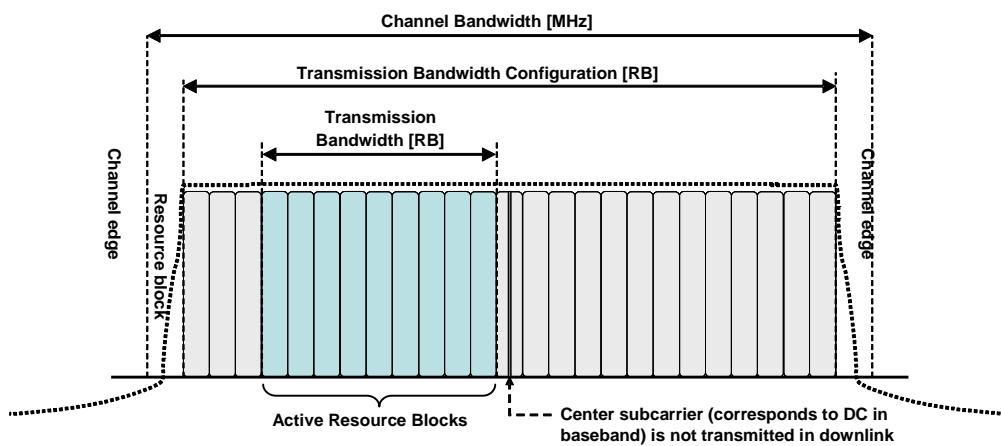 Channel Bandwidth [MHz]
Transmission Bandwidth Configuration [RB]
Transmission
Bandwidth [RB]
Channel edge
Resource block
Channel edge
Active Resource Blocks
Center subcarrier (corresponds to DC in
baseband) is not transmitted in downlink